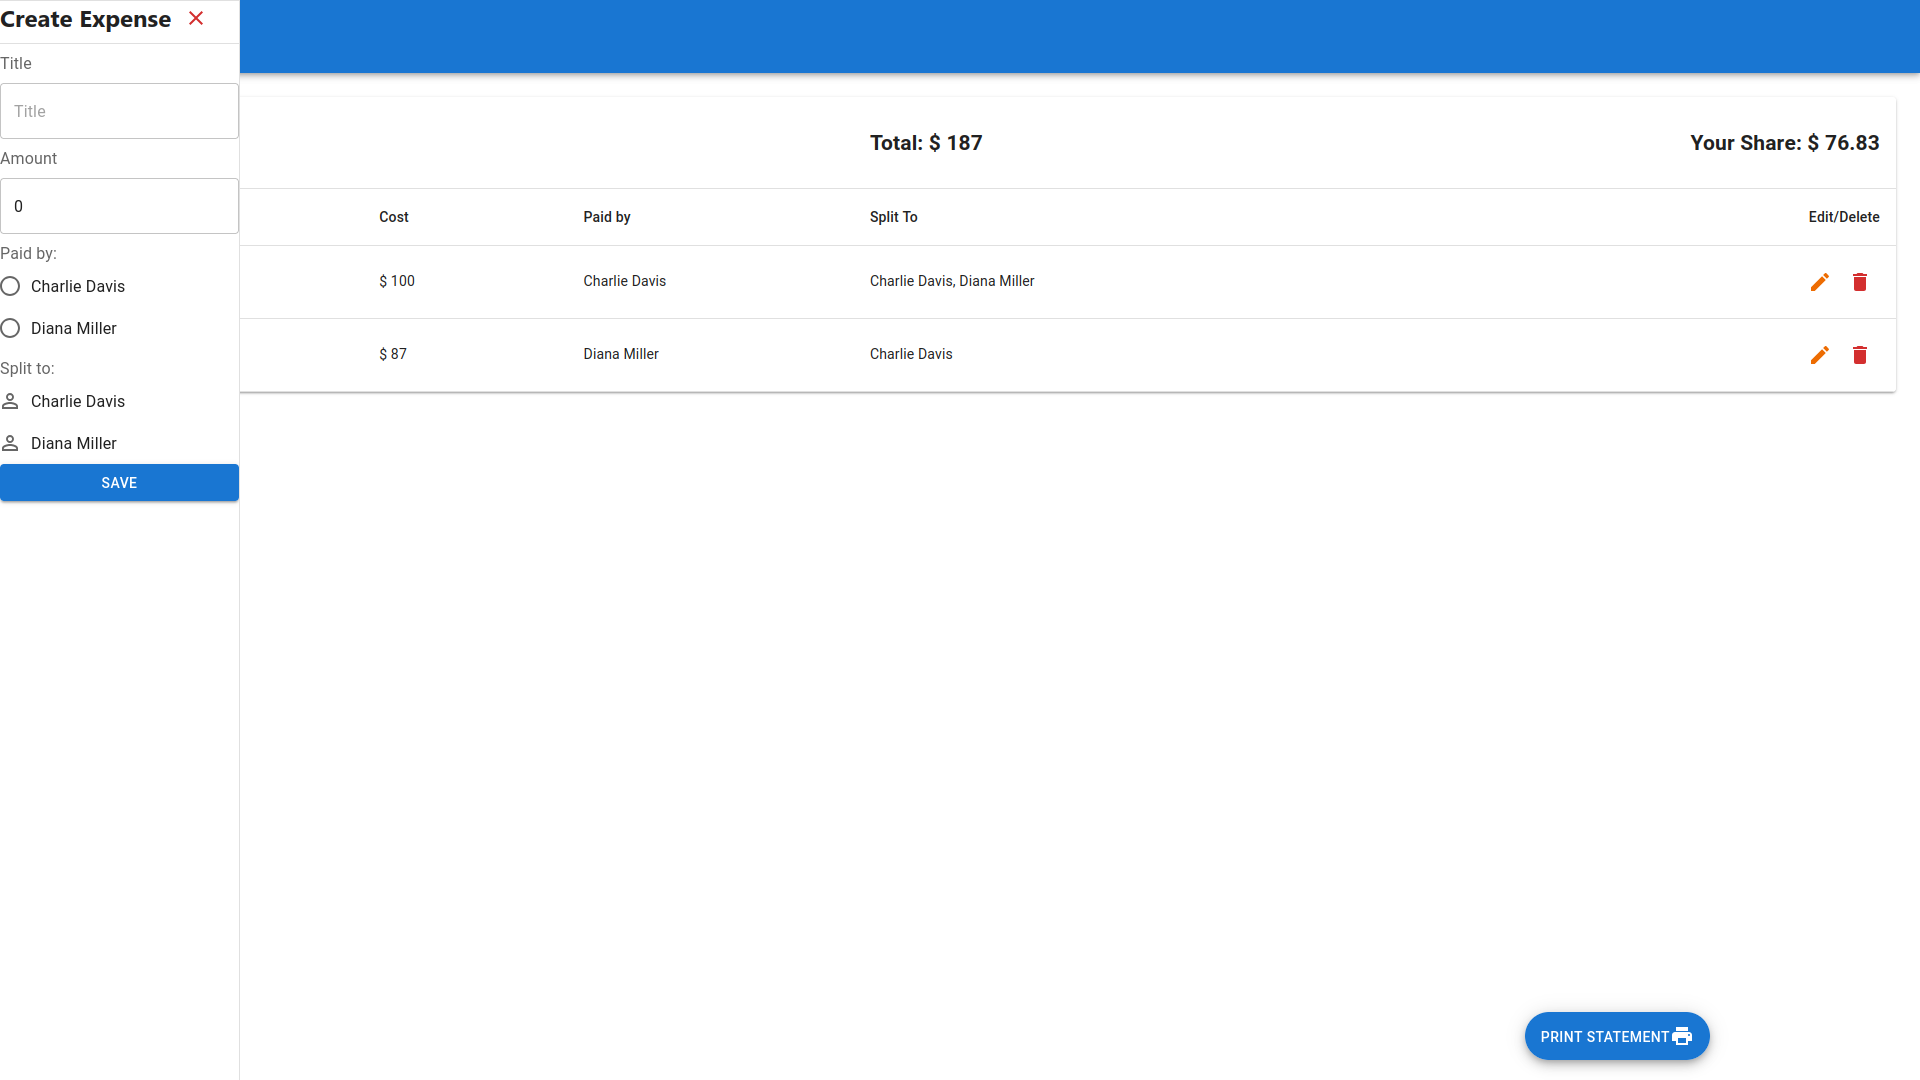 Create Expense
Title
Title
Amount
0
Paid by:
Charlie Davis
Diana Miller
Split to:
Charlie Davis
Diana Miller
SAVE
Total: $ 187
Your Share: $ 76.83
Cost
Paid by
Split To
Edit/Delete
$ 100
Charlie Davis
Charlie Davis, Diana Miller
$ 87
Diana Miller
Charlie Davis
PRINT STATEMENT